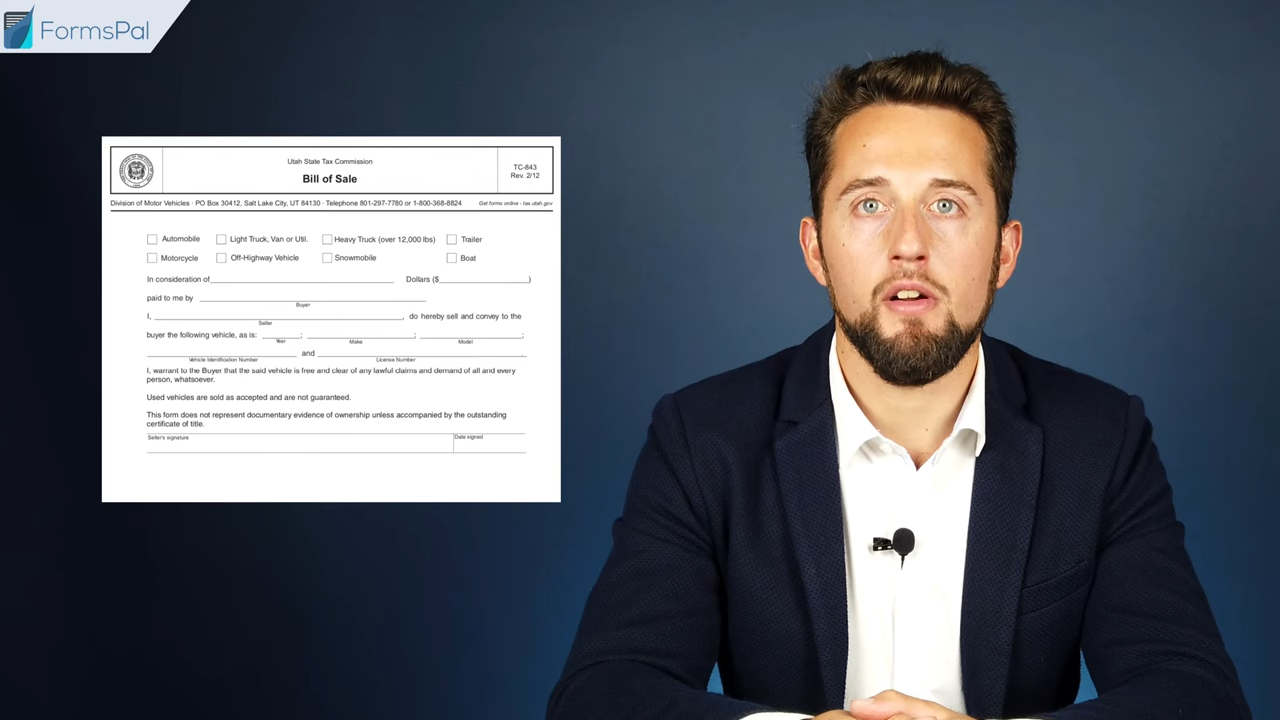 FormsPal
Utah State Tax Commission
Bill of Sale
TC-843
Rev. 2/12
Division of Motor Vehicles · PO Box 30412, Salt Lake City, UT 84130 · Telephone 801-297-7780 or 1-800-368-8824 Get forms online - tax.utah.gov
Automobile Light Truck, Van or Util. Heavy Truck (over 12,000 lbs) Trailer
Motorcycle Off-Highway Vehicle Snowmobile Boat
In consideration of Dollars ($ )
paid to me by
Buyer
I, , do hereby sell and convey to the
Seller
buyer the following vehicle, as is: ; ; ;
Year Make Model
and
Vehicle Identification Number License Number
I, warrant to the Buyer that the said vehicle is free and clear of any lawful claims and demand of all and every
person, whatsoever.
Used vehicles are sold as accepted and are not guaranteed.
This form does not represent documentary evidence of ownership unless accompanied by the outstanding
certificate of title.
Seller's signature Date signed